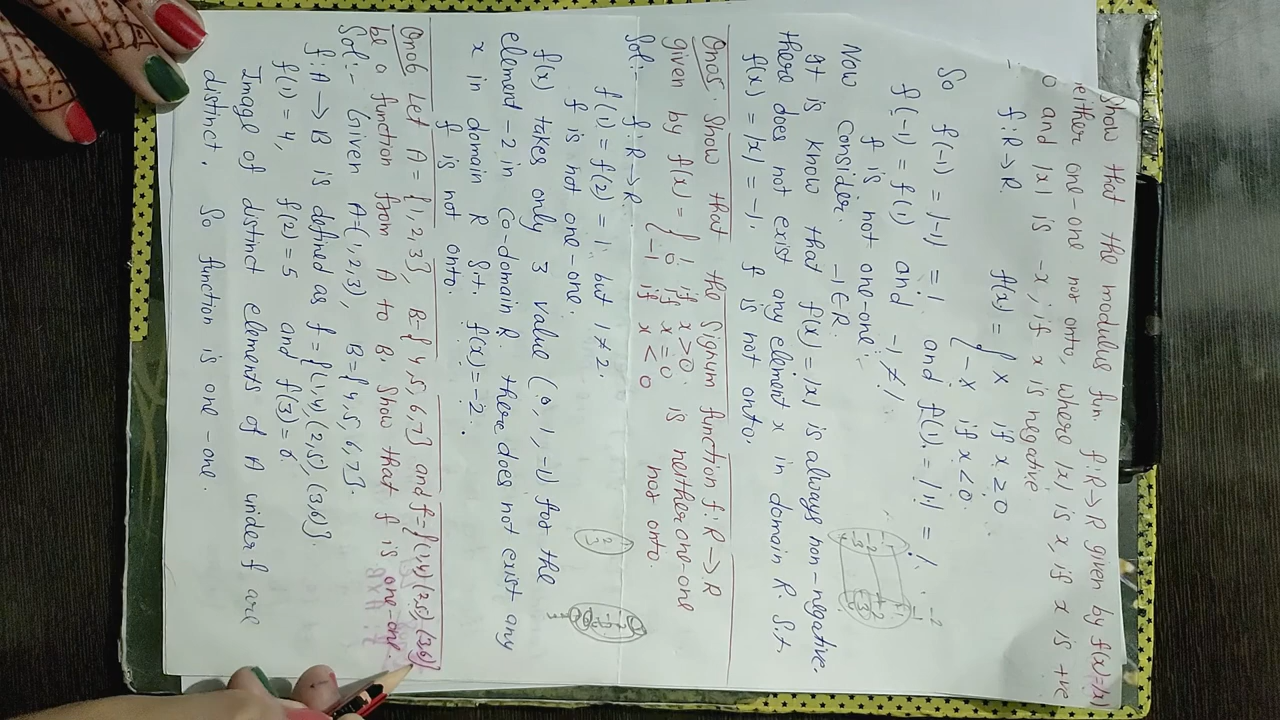 Show that the modulus fun. f:R→R given by f(x)=|x|
neither one-one nor onto, where |x| is x, if x is +ve
0 and |x| is -x, if x is negative
f:R→R f(x) = { x if x ≥ 0
-x if x < 0.
So f(-1) = |-1| = 1 and f(1) = |1| = 1.
f(-1) = f(1) and -1 ≠ 1
f is not one-one.
Now consider. -1 ∈ R.
It is know that f(x) = |x| is always non-negative.
there does not exist any element x in domain R. S.t.
f(x) = |x| = -1, f is not onto.
Qno5. Show that the Signum function f:R→R
given by f(x) = { 1 if x>0. is neither one-one
0 if x=0 not onto.
-1 if x<0
Sol:- f:R→R
f(1) = f(2) = 1. but 1≠2.
f is not one-one.
f(x) takes only 3 value (0, 1, -1) for the
element -2 in co-domain R. there does not exist any
x in domain R S.t. f(x) = -2.
f is not onto.
Qno6 Let A = {1,2,3}, B={4,5,6,7} and f={(1,4) (2,5) (3,6)}
be a function from A to B. Show that f is one-one.
Sol:- Given A=(1,2,3), B={4,5,6,7}.
f:A→B is defined as f = {(1,4) (2,5) (3,6)}.
f(1) = 4, f(2) = 5 and f(3) = 6
Image of distinct elements of A under f are
distinct. So function is one-one.